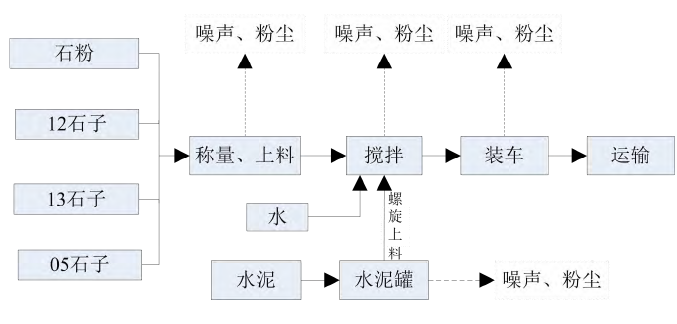 噪声、粉尘
噪声、粉尘
噪声、粉尘
石粉
12石子
称量、上料
搅拌
装车
运输
13石子
水
螺旋上料
05石子
水泥
水泥罐
噪声、粉尘